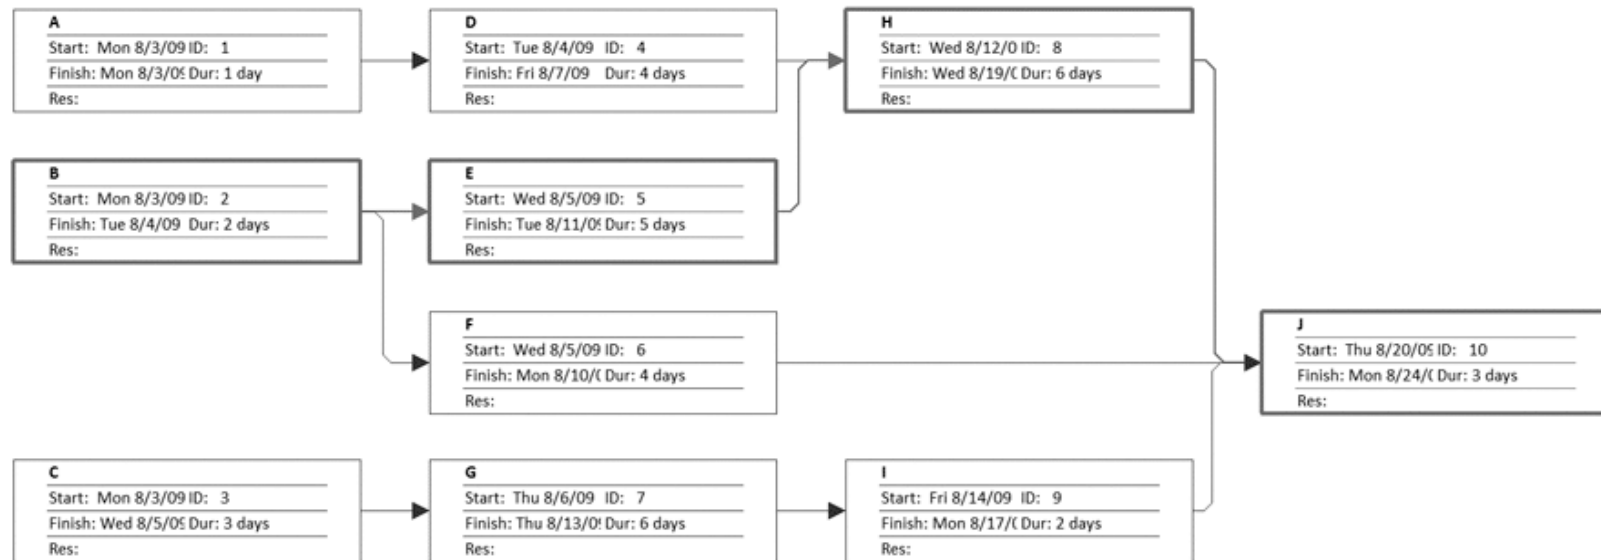 A
Start: Mon 8/3/09 ID: 1
Finish: Mon 8/3/09 Dur: 1 day
Res:
D
Start: Tue 8/4/09 ID: 4
Finish: Fri 8/7/09 Dur: 4 days
Res:
H
Start: Wed 8/12/0 ID: 8
Finish: Wed 8/19/( Dur: 6 days
Res:
B
Start: Mon 8/3/09 ID: 2
Finish: Tue 8/4/09 Dur: 2 days
Res:
E
Start: Wed 8/5/09 ID: 5
Finish: Tue 8/11/09 Dur: 5 days
Res:
F
Start: Wed 8/5/09 ID: 6
Finish: Mon 8/10/( Dur: 4 days
Res:
J
Start: Thu 8/20/09 ID: 10
Finish: Mon 8/24/( Dur: 3 days
Res:
C
Start: Mon 8/3/09 ID: 3
Finish: Wed 8/5/09 Dur: 3 days
Res:
G
Start: Thu 8/6/09 ID: 7
Finish: Thu 8/13/0 Dur: 6 days
Res:
I
Start: Fri 8/14/09 ID: 9
Finish: Mon 8/17/( Dur: 2 days
Res: